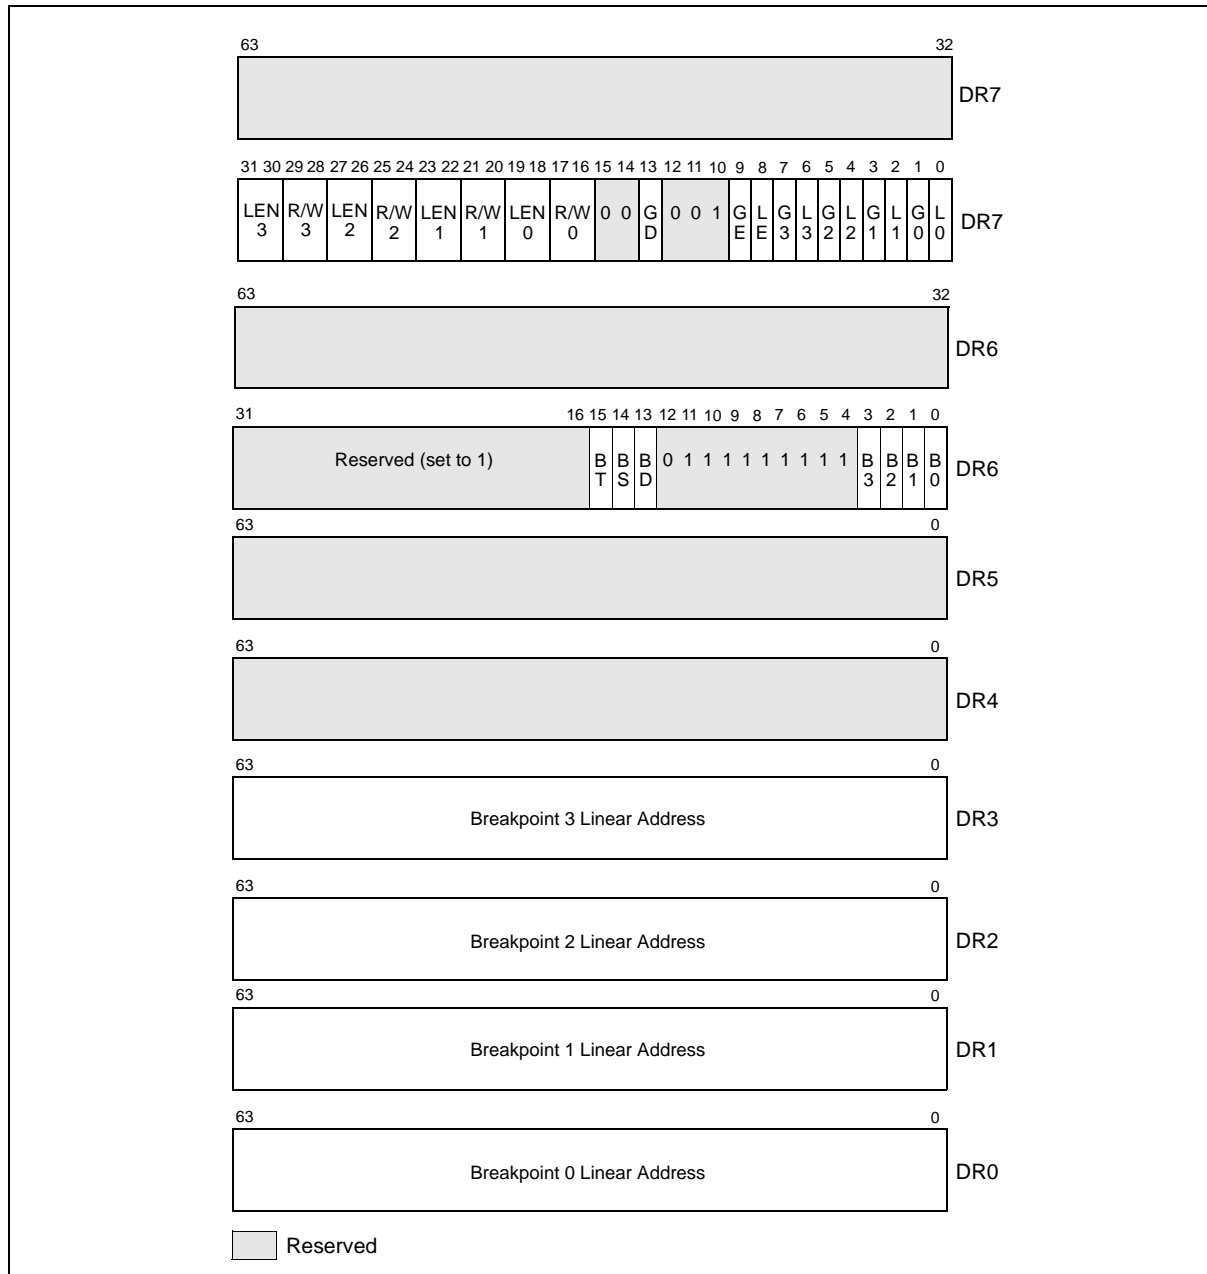 63 32
DR7
31 30 29 28 27 26 25 24 23 22 21 20 19 18 17 16 15 14 13 12 11 10 9 8 7 6 5 4 3 2 1 0
LEN R/W LEN R/W LEN R/W LEN R/W 0 0 G 0 0 1 G L G L G L G L G L DR7
3 3 2 2 1 1 0 0 D E E 3 3 2 2 1 1 0 0
63 32
DR6
31 16 15 14 13 12 11 10 9 8 7 6 5 4 3 2 1 0
Reserved (set to 1) B B B 0 1 1 1 1 1 1 1 1 B B B B DR6
T S D 3 2 1 0
63 0
DR5
63 0
DR4
63 0
Breakpoint 3 Linear Address DR3
63 0
Breakpoint 2 Linear Address DR2
63 0
Breakpoint 1 Linear Address DR1
63 0
Breakpoint 0 Linear Address DR0
Reserved